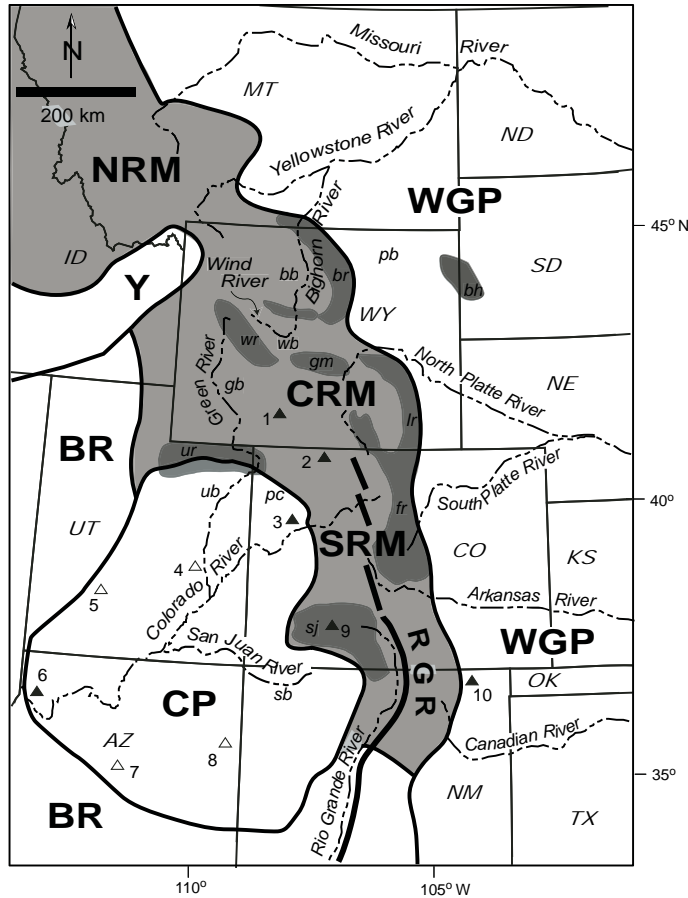 N
200 km
Missouri
River
MT
Yellowstone River
ND
NRM
WGP
River
45° N
ID
Y
Wind
River
bb
Bighorn
br
pb
SD
bh
WY
wr
wb
gm
North Platte River
Green River
gb
CRM
NE
1
lr
BR
ur
2
ub
pc
fr
South Platte River
40°
UT
3
SRM
CO
KS
4
5
Colorado River
Arkansas River
sj
9
San Juan River
RGR
WGP
6
sb
10
OK
CP
AZ
8
7
Canadian River
35°
Rio Grande River
NM
BR
TX
110°
105° W